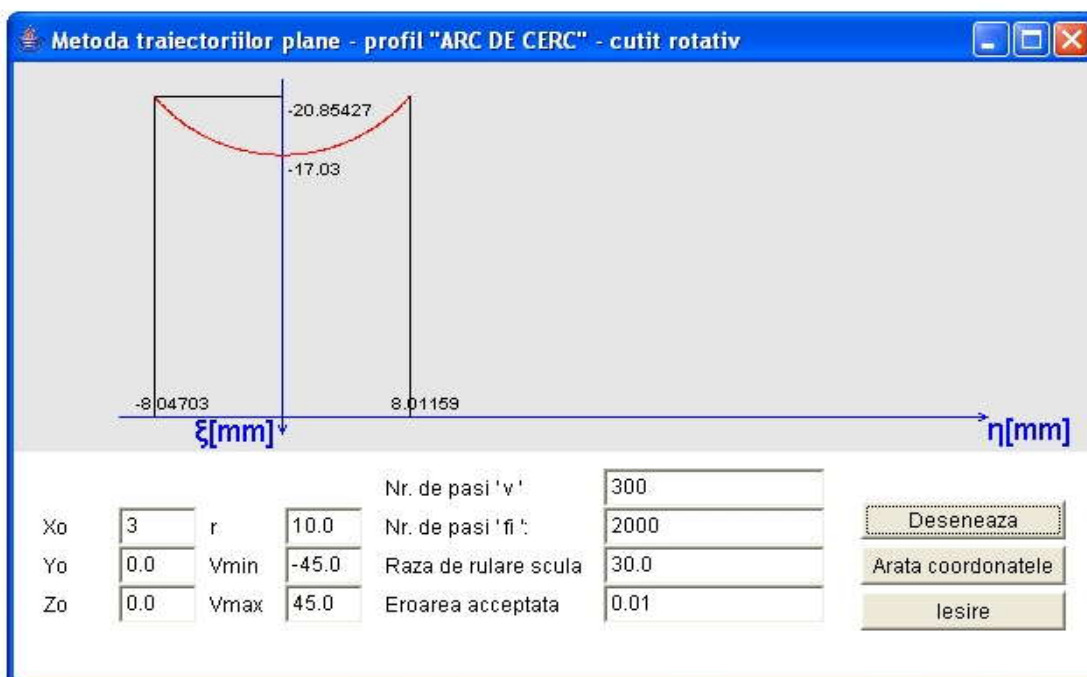 Metoda traiectoriilor plane - profil "ARC DE CERC" - cutit rotativ
-20.85427
-17.03
-8.04703
8.01159
ξ[mm]
η[mm]
Nr. de pasi 'v' 300
Xo 3 r 10.0 Nr. de pasi 'fi': 2000 Deseneaza
Yo 0.0 Vmin -45.0 Raza de rulare scula 30.0 Arata coordonatele
Zo 0.0 Vmax 45.0 Eroarea acceptata 0.01 Iesire